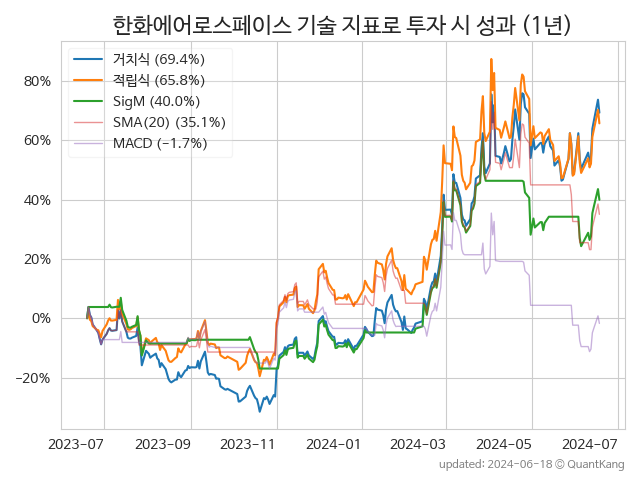 한화에어로스페이스 기술 지표로 투자 시 성과 (1년)
거치식 (69.4%)
적립식 (65.8%)
SigM (40.0%)
SMA(20) (35.1%)
MACD (−1.7%)
80%
60%
40%
20%
0%
−20%
2023-07 2023-09 2023-11 2024-01 2024-03 2024-05 2024-07
updated: 2024-06-18 © QuantKang